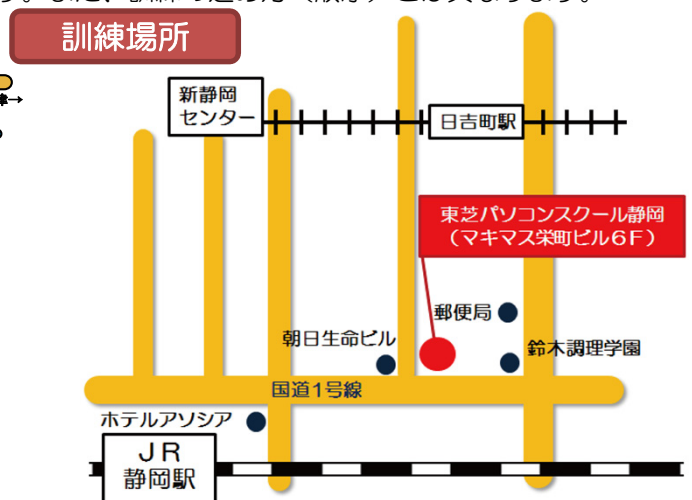 訓練場所
新静岡
センター
日吉町駅
東芝パソコンスクール静岡
（マキマス栄町ビル６F）
郵便局
朝日生命ビル
鈴木調理学園
国道1号線
ホテルアソシア
ＪＲ
静岡駅